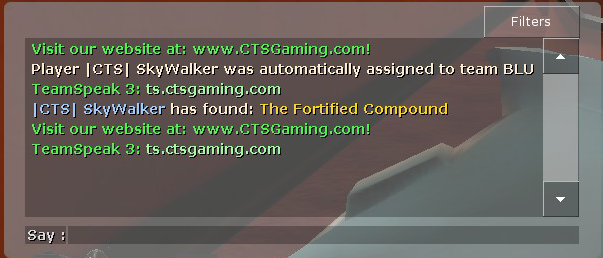 Filters
Visit our website at: www.CTSGaming.com!
Player |CTS| SkyWalker was automatically assigned to team BLU
TeamSpeak 3: ts.ctsgaming.com
|CTS| SkyWalker has found: The Fortified Compound
Visit our website at: www.CTSGaming.com!
TeamSpeak 3: ts.ctsgaming.com
Say :